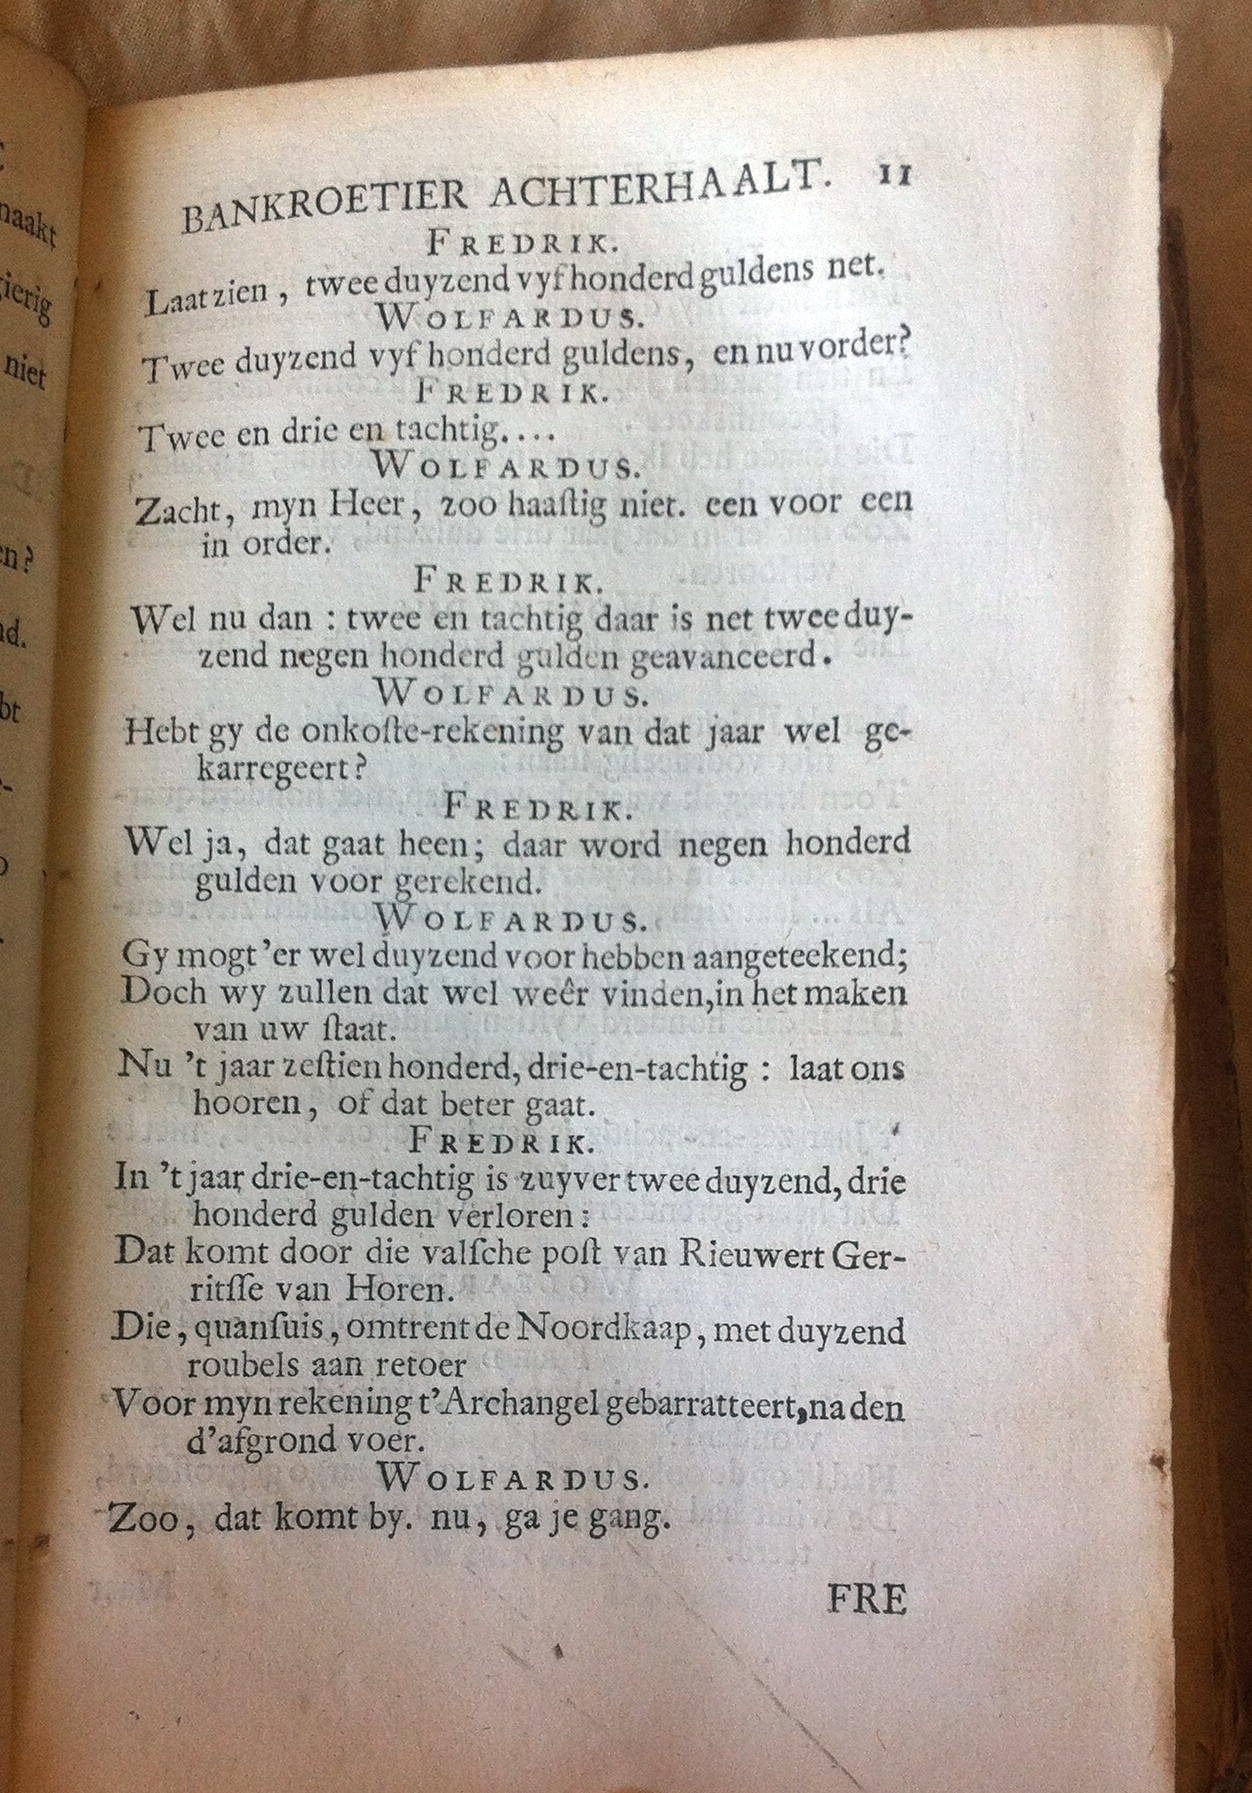 BANKROETIER ACHTERHAALT. 11
FREDRIK.
Laat zien, twee duyzend vyf honderd guldens net.
WOLFARDUS.
Twee duyzend vyf honderd guldens, en nu vorder?
FREDRIK.
Twee en drie en tachtig....
WOLFARDUS.
Zacht, myn Heer, zoo haaſtig niet. een voor een
in order.
FREDRIK.
Wel nu dan : twee en tachtig daar is net twee duy-
zend negen honderd gulden geavanceerd.
WOLFARDUS.
Hebt gy de onkoſte-rekening van dat jaar wel ge-
karregeert?
FREDRIK.
Wel ja, dat gaat heen; daar word negen honderd
gulden voor gerekend.
WOLFARDUS.
Gy mogt 'er wel duyzend voor hebben aangeteekend;
Doch wy zullen dat wel weêr vinden, in het maken
van uw ſtaat.
Nu 't jaar zeſtien honderd, drie-en-tachtig : laat ons
hooren, of dat beter gaat.
FREDRIK.
In 't jaar drie-en-tachtig is zuyver twee duyzend, drie
honderd gulden verloren :
Dat komt door die valſche poſt van Rieuwert Ger-
ritſſe van Horen.
Die, quanſuis, omtrent de Noordkaap, met duyzend
roubels aan retoer
Voor myn rekening t'Archangel gebarratteert, na den
d'afgrond voer.
WOLFARDUS.
Zoo, dat komt by. nu, ga je gang.
FRE
naakt
gierig
niet
en?
nd.
bt